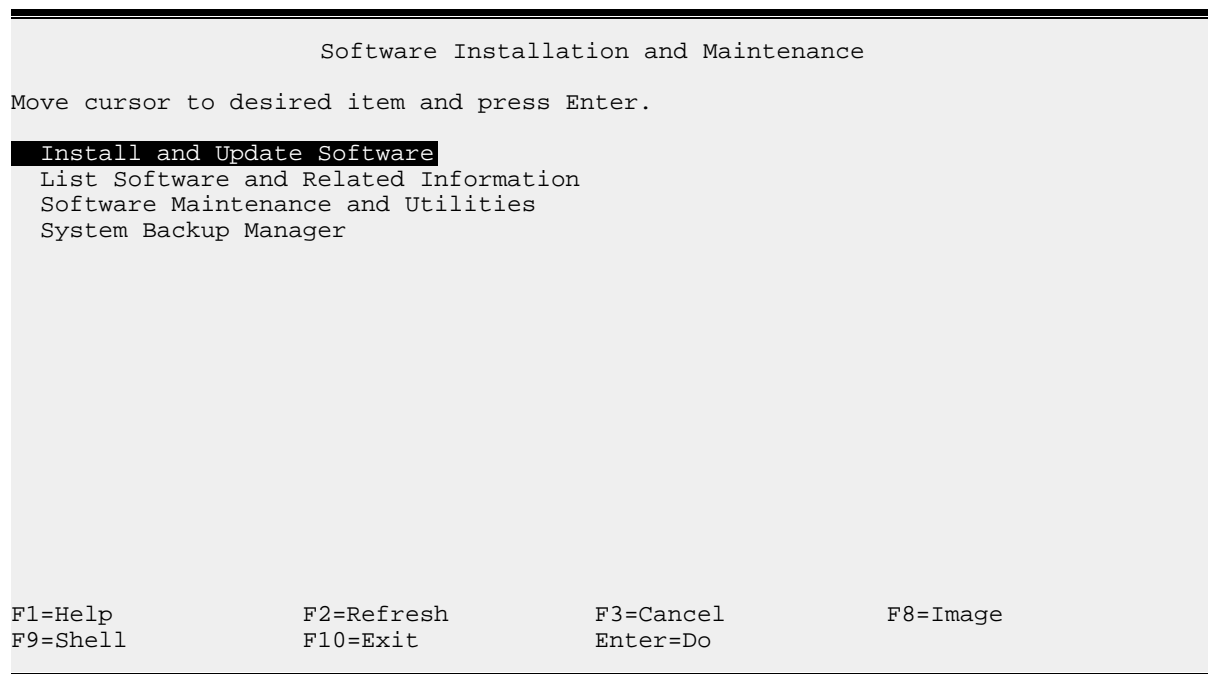 Software Installation and Maintenance
Move cursor to desired item and press Enter.
Install and Update Software
List Software and Related Information
Software Maintenance and Utilities
System Backup Manager
F1=Help F2=Refresh F3=Cancel F8=Image
F9=Shell F10=Exit Enter=Do